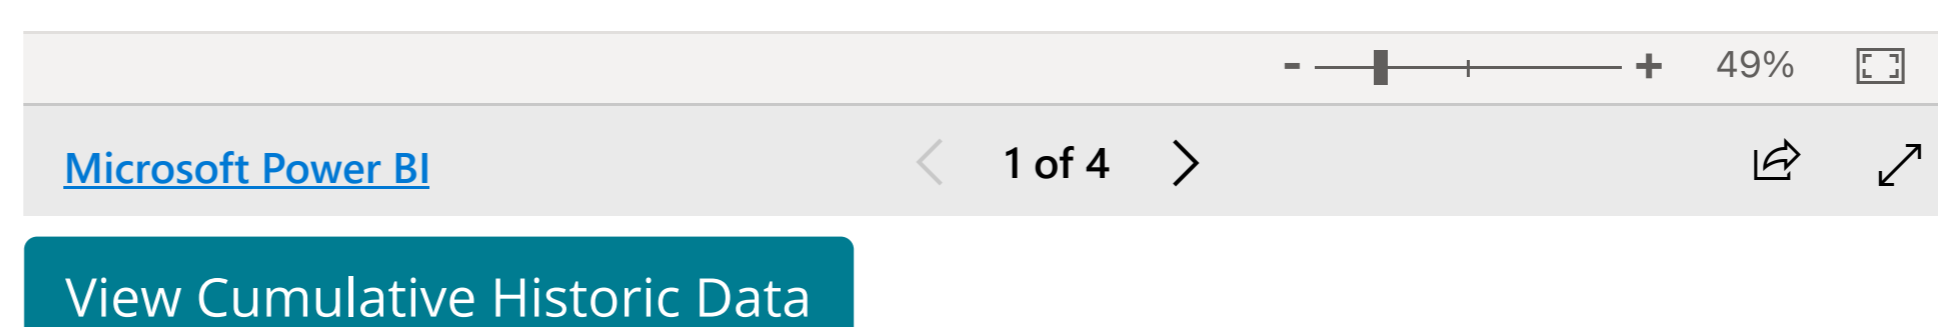 - + 49%
Microsoft Power BI 1 of 4
View Cumulative Historic Data